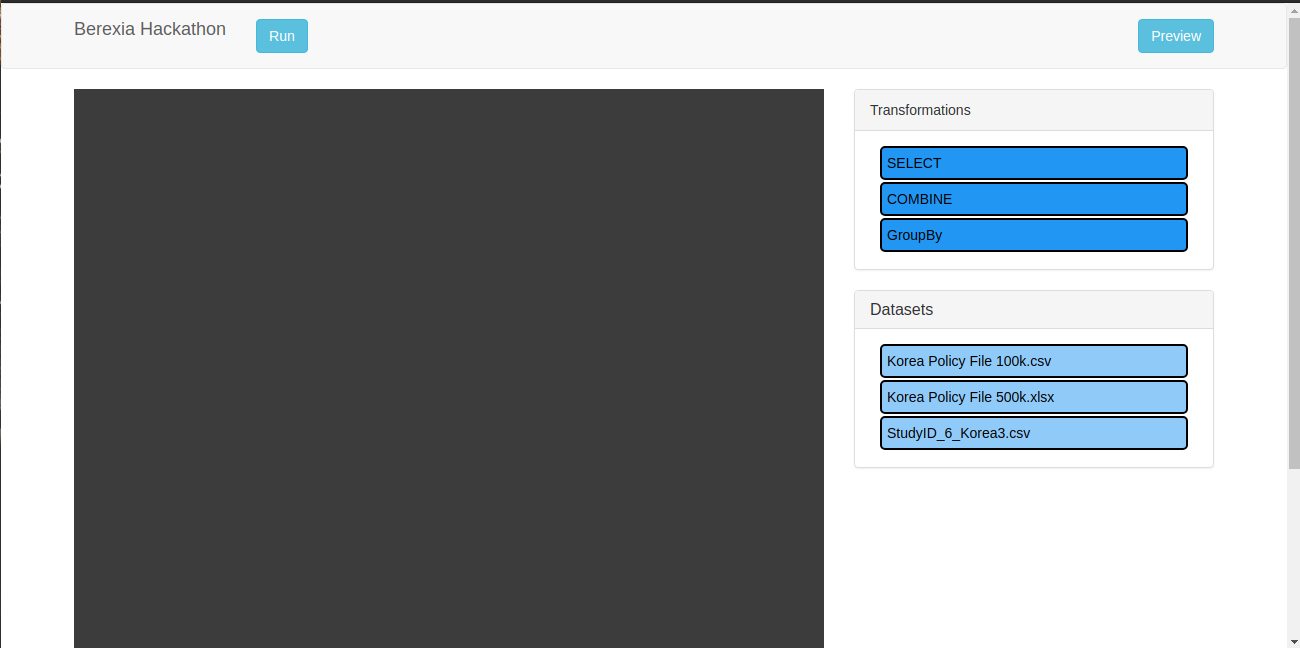 Berexia Hackathon
Run
Preview
Transformations
SELECT
COMBINE
GroupBy
Datasets
Korea Policy File 100k.csv
Korea Policy File 500k.xlsx
StudyID_6_Korea3.csv